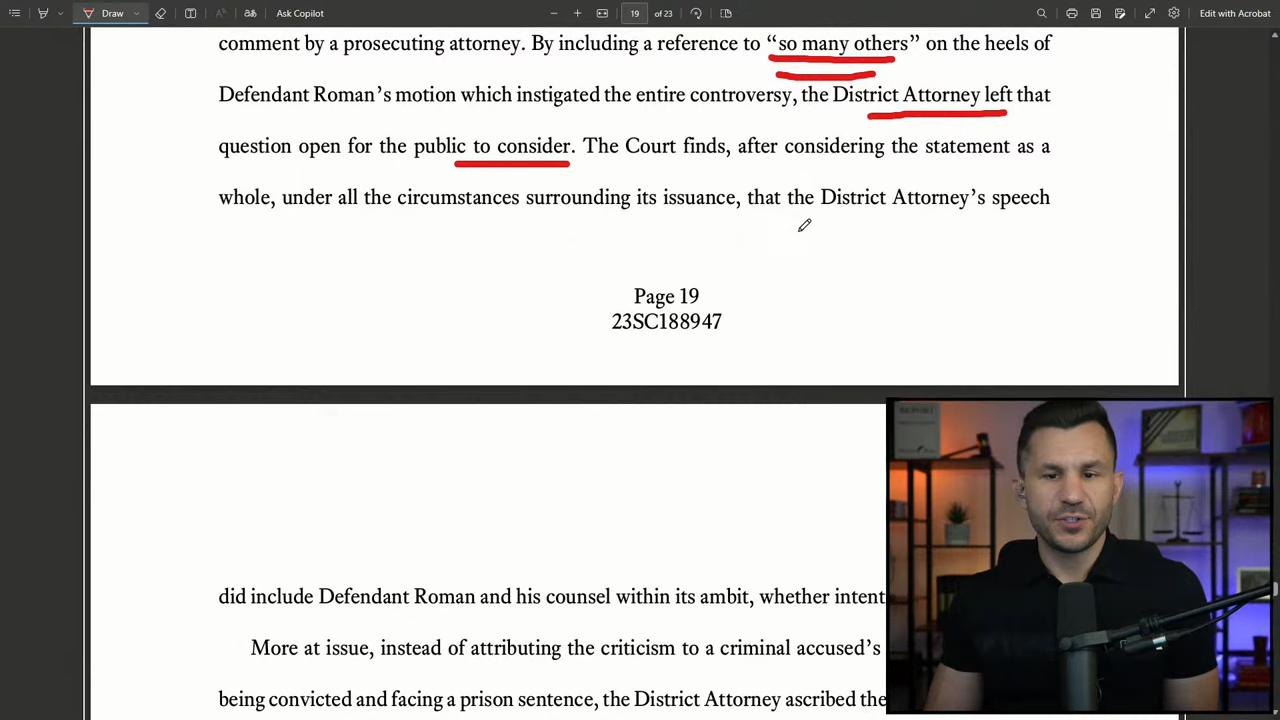 Draw
Ask Copilot
19 of 23
Edit with Acrobat
comment by a prosecuting attorney. By including a reference to “so many others” on the heels of
Defendant Roman’s motion which instigated the entire controversy, the District Attorney left that
question open for the public to consider. The Court finds, after considering the statement as a
whole, under all the circumstances surrounding its issuance, that the District Attorney’s speech
Page 19
23SC188947
did include Defendant Roman and his counsel within its ambit, whether intent
More at issue, instead of attributing the criticism to a criminal accused’s
being convicted and facing a prison sentence, the District Attorney ascribed the